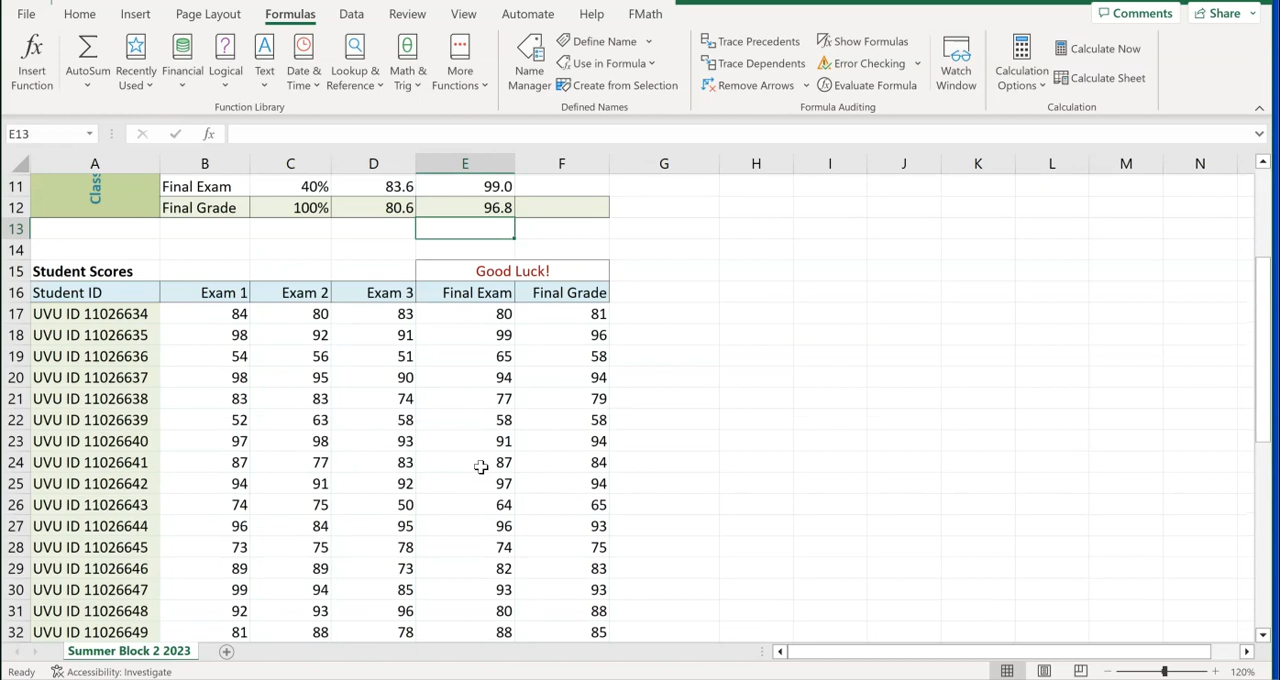 File Home Insert Page Layout Formulas Data Review View Automate Help FMath Comments Share
fx Insert Function
Σ AutoSum
Recently Used
Financial
? Logical
A Text
Date & Time
Lookup & Reference
θ Math & Trig
More Functions
Function Library
Name Manager
Define Name
Use in Formula
Create from Selection
Defined Names
Trace Precedents
Trace Dependents
Remove Arrows
Show Formulas
Error Checking
Evaluate Formula
Formula Auditing
Watch Window
Calculation Options
Calculate Now
Calculate Sheet
Calculation
E13 fx
A B C D E F G H I J K L M N
Clas
11 Final Exam 40% 83.6 99.0
12 Final Grade 100% 80.6 96.8
13
14
15 Student Scores Good Luck!
16 Student ID Exam 1 Exam 2 Exam 3 Final Exam Final Grade
17 UVU ID 11026634 84 80 83 80 81
18 UVU ID 11026635 98 92 91 99 96
19 UVU ID 11026636 54 56 51 65 58
20 UVU ID 11026637 98 95 90 94 94
21 UVU ID 11026638 83 83 74 77 79
22 UVU ID 11026639 52 63 58 58 58
23 UVU ID 11026640 97 98 93 91 94
24 UVU ID 11026641 87 77 83 87 84
25 UVU ID 11026642 94 91 92 97 94
26 UVU ID 11026643 74 75 50 64 65
27 UVU ID 11026644 96 84 95 96 93
28 UVU ID 11026645 73 75 78 74 75
29 UVU ID 11026646 89 89 73 82 83
30 UVU ID 11026647 99 94 85 93 93
31 UVU ID 11026648 92 93 96 80 88
32 UVU ID 11026649 81 88 78 88 85
Summer Block 2 2023
Ready Accessibility: Investigate 120%